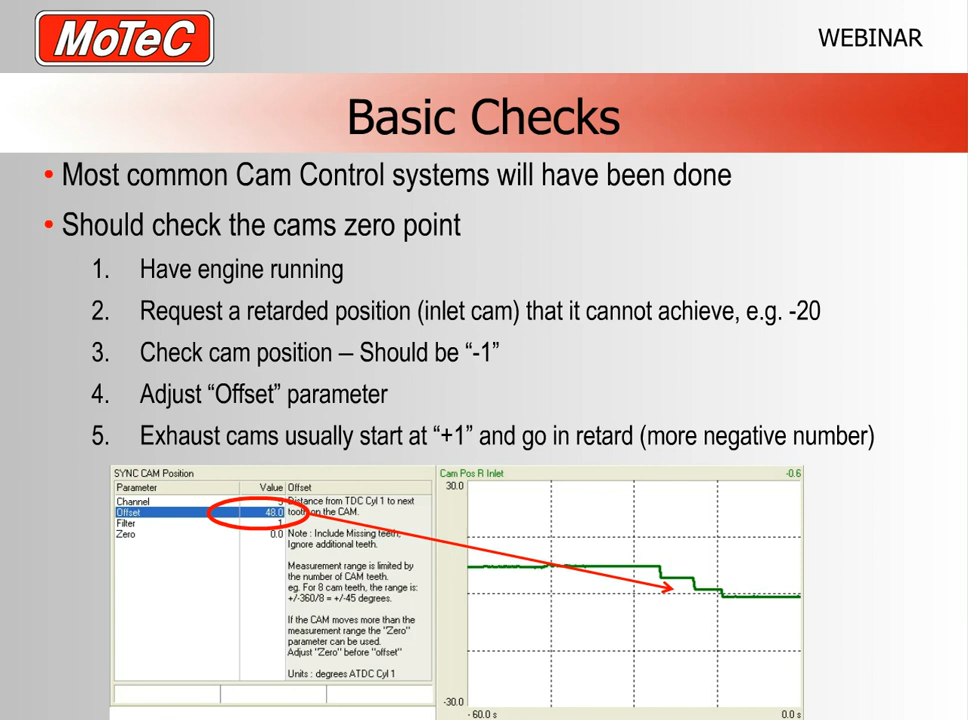 MoTeC
WEBINAR
Basic Checks
• Most common Cam Control systems will have been done
• Should check the cams zero point
1. Have engine running
2. Request a retarded position (inlet cam) that it cannot achieve, e.g. -20
3. Check cam position – Should be “-1”
4. Adjust “Offset” parameter
5. Exhaust cams usually start at “+1” and go in retard (more negative number)
SYNC CAM Position
Parameter Value
Channel
Offset 48.0
Filter 1
Zero 0.0
Offset
Distance from TDC Cyl 1 to next
tooth on the CAM.
Note : Include Missing teeth,
Ignore additional teeth.
Measurement range is limited by
the number of CAM teeth.
eg. For 8 cam teeth, the range is:
+/-360/8 = +/-45 degrees.
If the CAM moves more than the
measurement range the "Zero"
parameter can be used.
Adjust "Zero" before "offset"
Units : degrees ATDC Cyl 1
Cam Pos R Inlet -0.6
30.0
-30.0
- 60.0 s 0.0 s